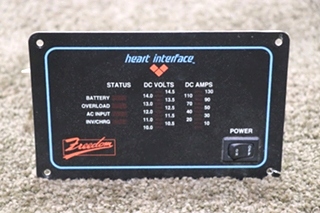 heart interface
STATUS DC VOLTS DC AMPS
14.5 130
BATTERY 14.0 110
13.5 90
OVERLOAD 13.0 70
12.5 50
AC INPUT 12.0 40
11.5 30
INV/CHRG 11.0 20
10.5 10
10.0
POWER
Freedom